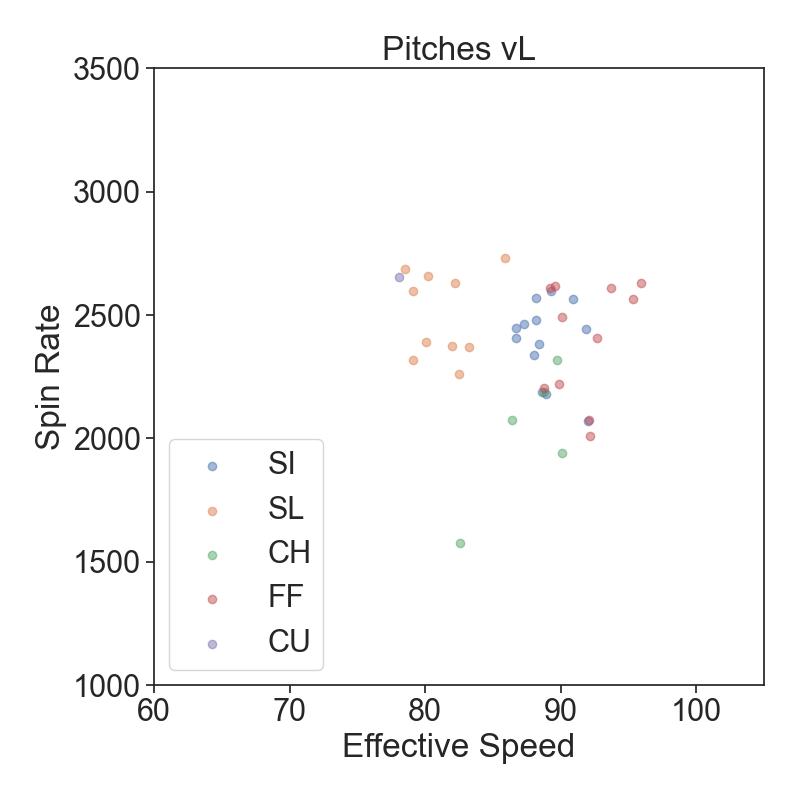 Pitches vL
3500
3000
2500
2000
1500
1000
Spin Rate
SI
SL
CH
FF
CU
60 70 80 90 100
Effective Speed